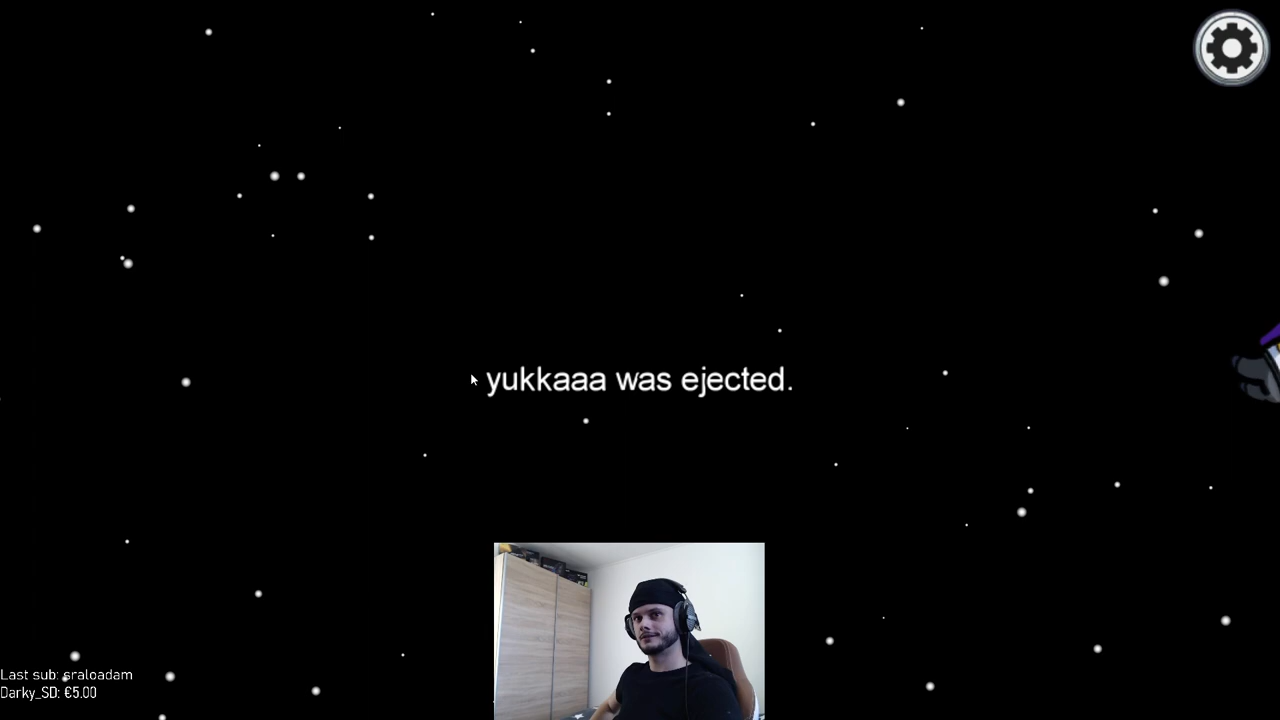 yukkaaa was ejected.
Last sub: sraloadam
Darky_SD: €5.00